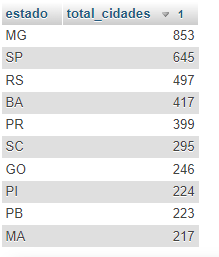 estado total_cidades 1
MG 853
SP 645
RS 497
BA 417
PR 399
SC 295
GO 246
PI 224
PB 223
MA 217